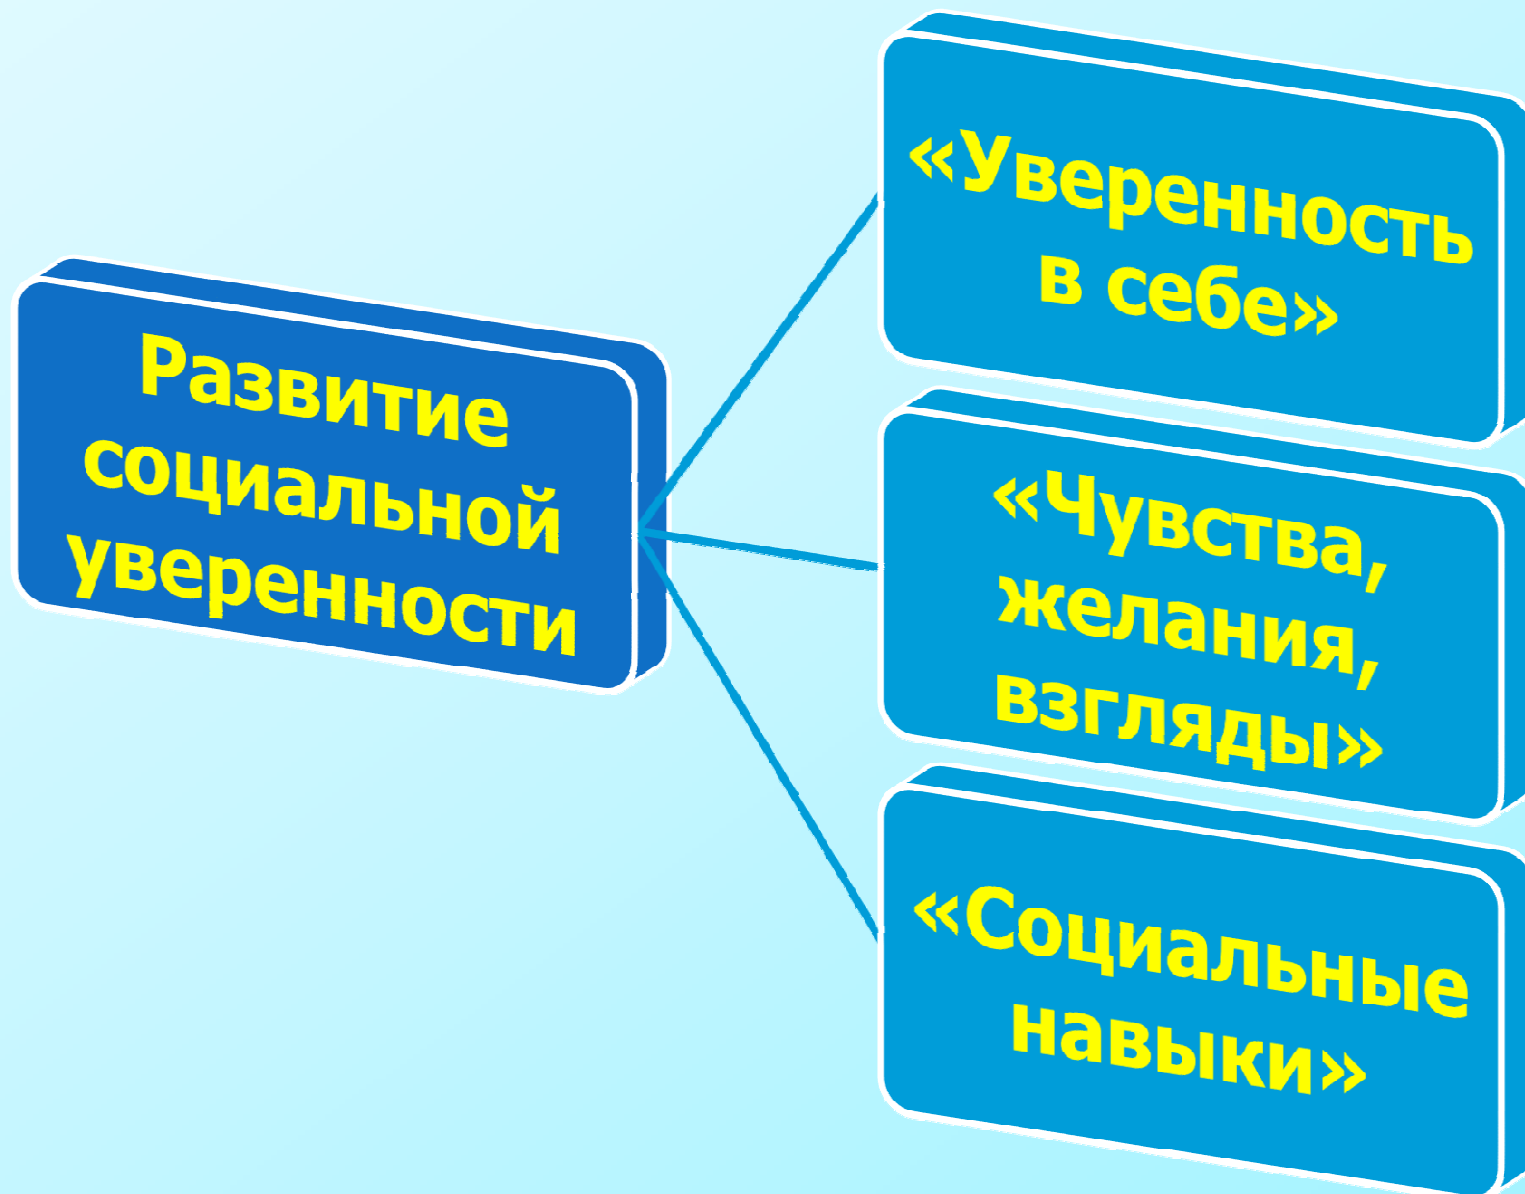 Развитие
социальной
уверенности
«Уверенность
в себе»
«Чувства,
желания,
взгляды»
«Социальные
навыки»